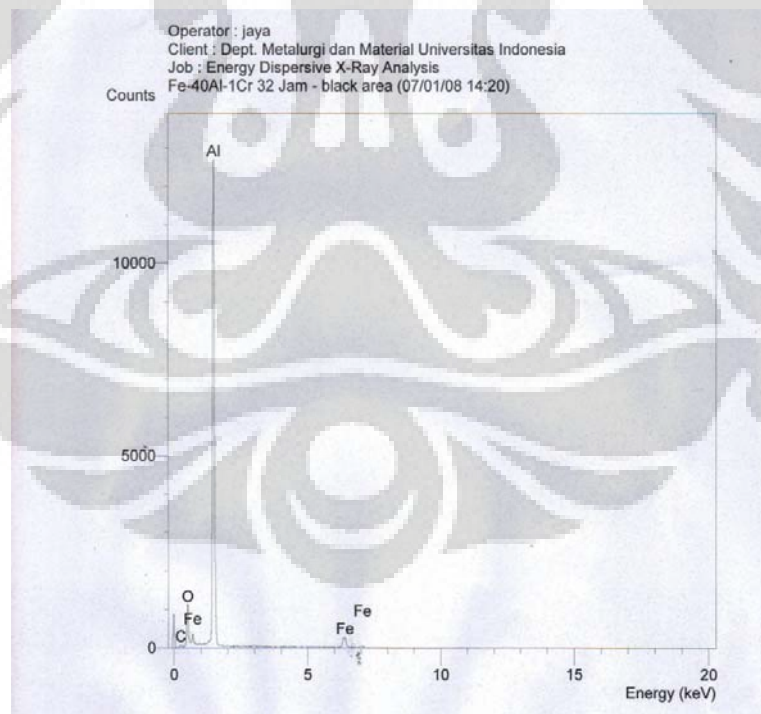 Operator : jaya
Client : Dept. Metalurgi dan Material Universitas Indonesia
Job : Energy Dispersive X-Ray Analysis
Fe-40Al-1Cr 32 Jam - black area (07/01/08 14:20)
Counts
Al
10000
5000
O
Fe
Fe
C
Fe
0
0 5 10 15 20
Energy (keV)